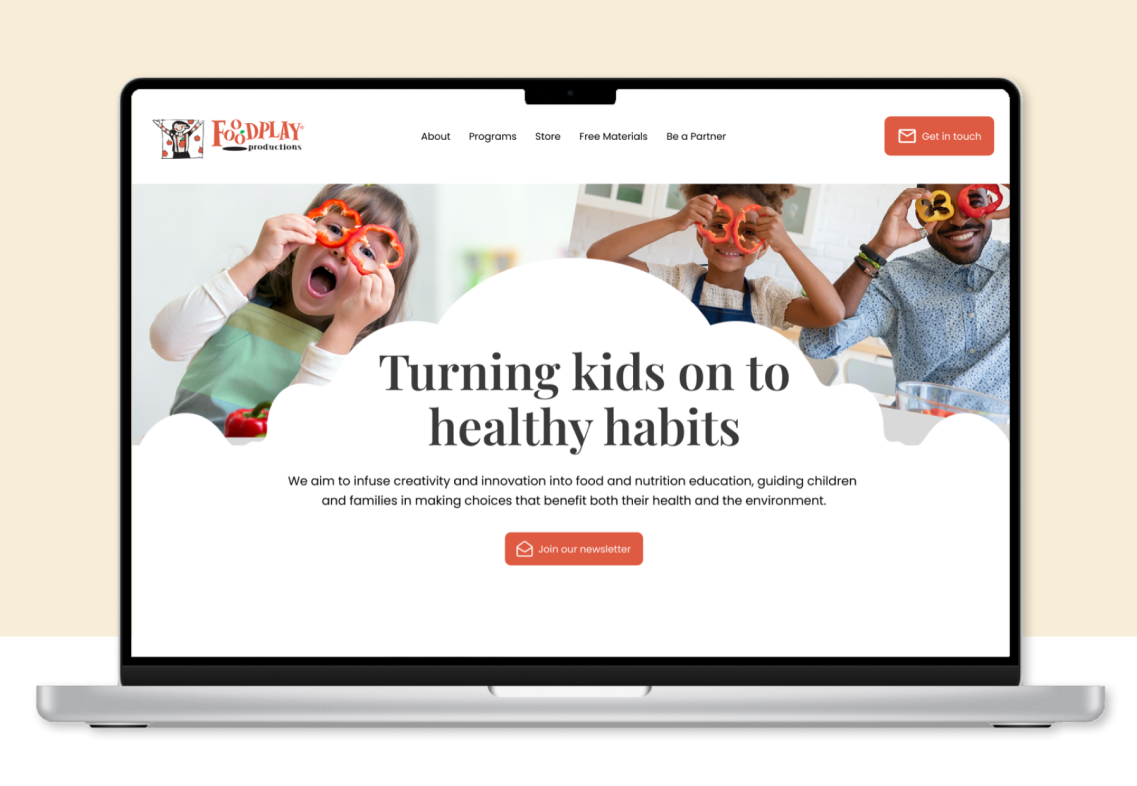 FOODPLAY®
productions
About Programs Store Free Materials Be a Partner
Get in touch
Turning kids on to
healthy habits
We aim to infuse creativity and innovation into food and nutrition education, guiding children
and families in making choices that benefit both their health and the environment.
Join our newsletter